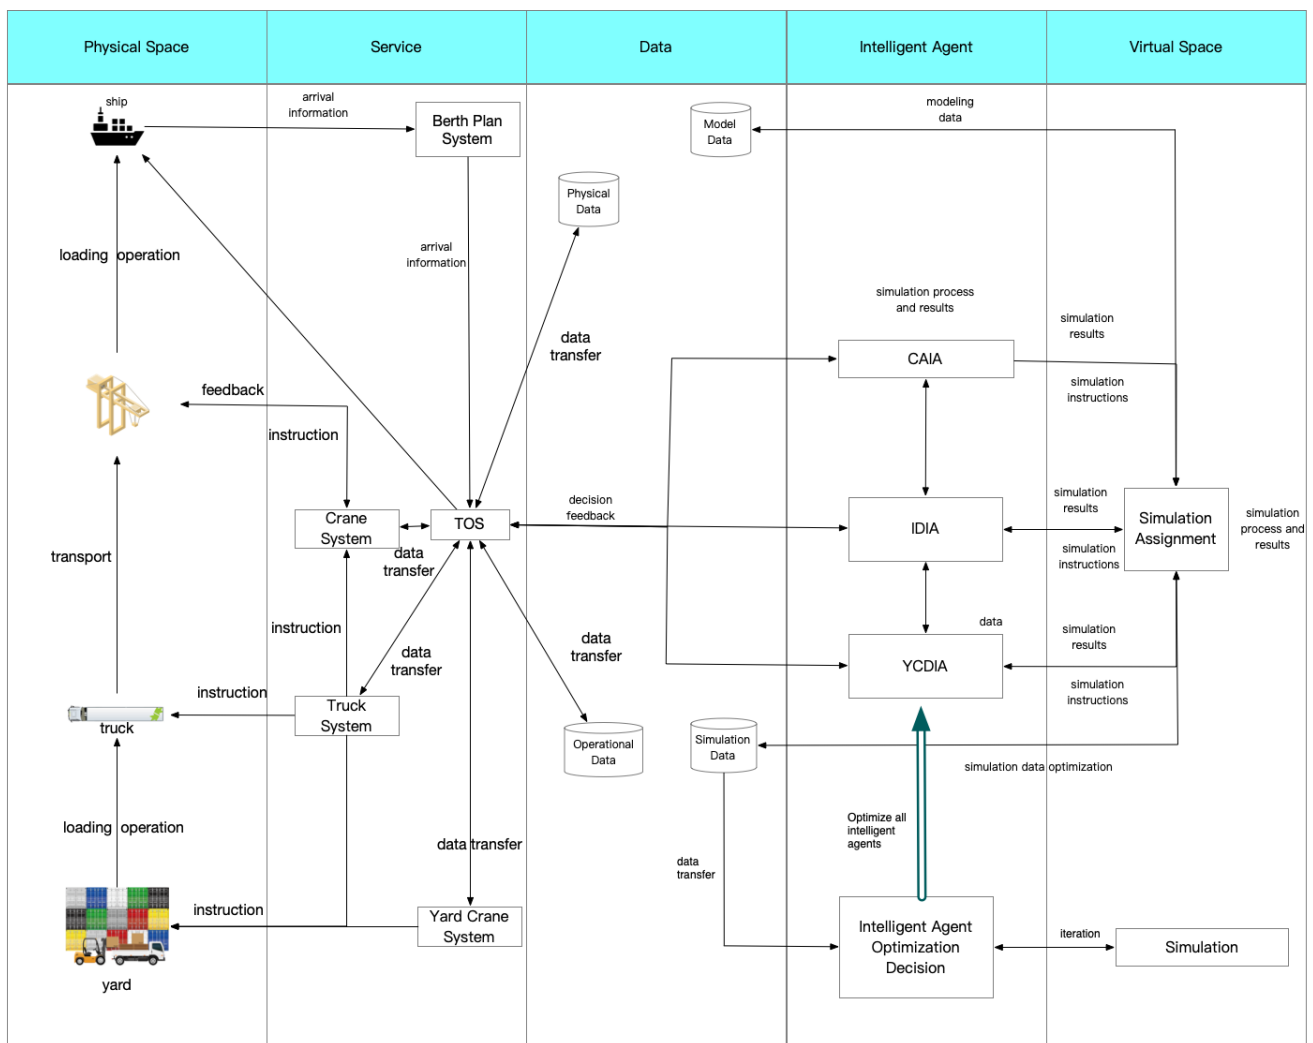 Physical Space
Service
Data
Intelligent Agent
Virtual Space
ship
arrival
information
Berth Plan
System
Model
Data
modeling
data
Physical
Data
loading operation
arrival
information
simulation process
and results
simulation
results
data
transfer
CAIA
feedback
simulation
instructions
instruction
Crane
System
TOS
decision
feedback
IDIA
simulation
results
Simulation
Assignment
simulation
process and
results
data
transfer
simulation
instructions
transport
instruction
data
transfer
data
transfer
data
YCDIA
simulation
results
simulation
instructions
instruction
truck
Truck
System
Operational
Data
Simulation
Data
simulation data optimization
loading operation
data transfer
Optimize all
intelligent
agents
data
transfer
instruction
Yard Crane
System
Intelligent Agent
Optimization
Decision
iteration
Simulation
yard